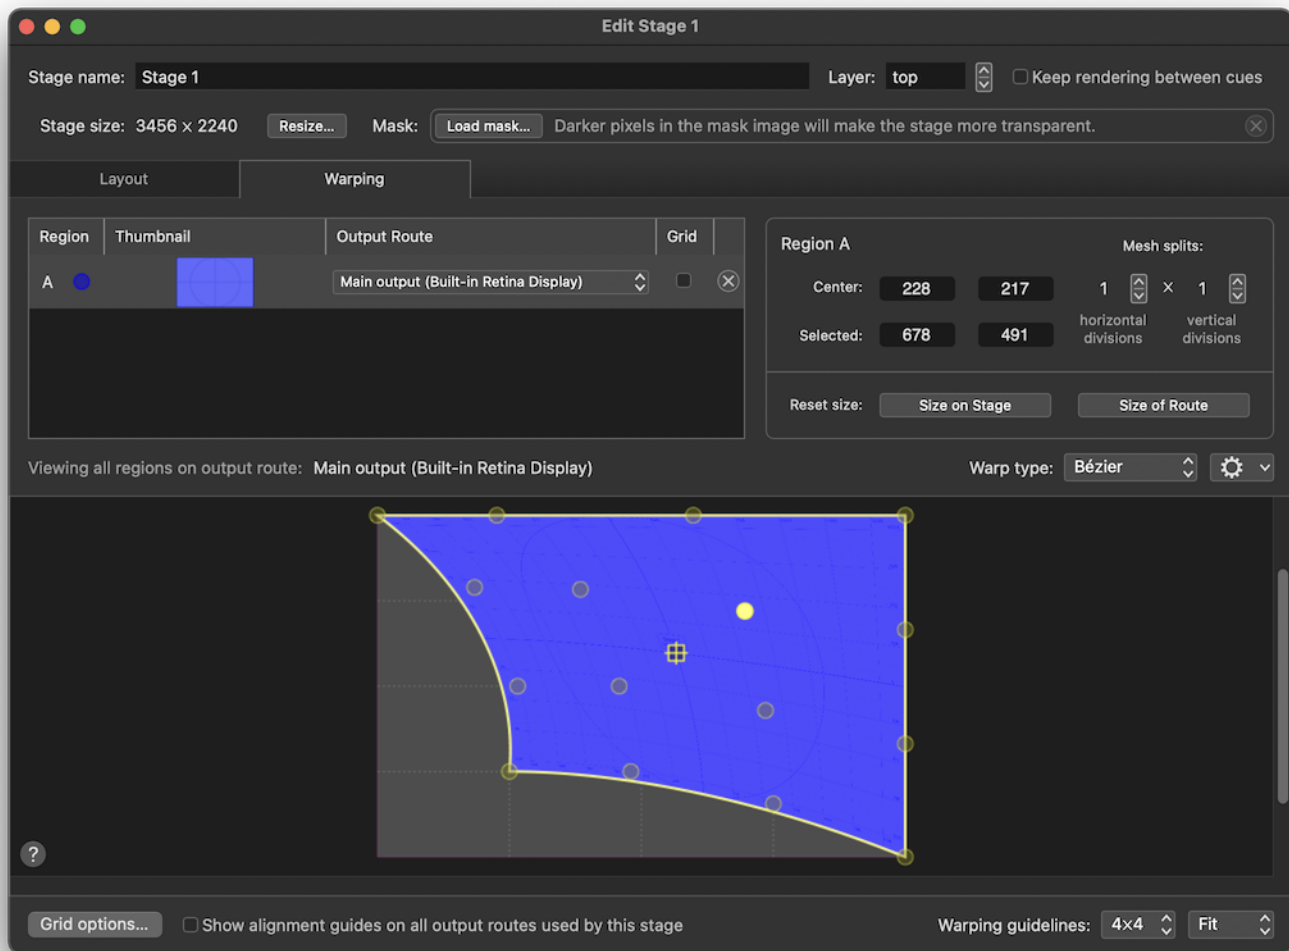 Edit Stage 1
Stage name: Stage 1 Layer: top Keep rendering between cues
Stage size: 3456 × 2240 Resize... Mask: Load mask... Darker pixels in the mask image will make the stage more transparent.
Layout Warping
Region Thumbnail Output Route Grid
A Main output (Built-in Retina Display)
Region A Mesh splits:
Center: 228 217 1 × 1
horizontal divisions vertical divisions
Selected: 678 491
Reset size: Size on Stage Size of Route
Viewing all regions on output route: Main output (Built-in Retina Display) Warp type: Bézier
?
Grid options... Show alignment guides on all output routes used by this stage Warping guidelines: 4×4 Fit